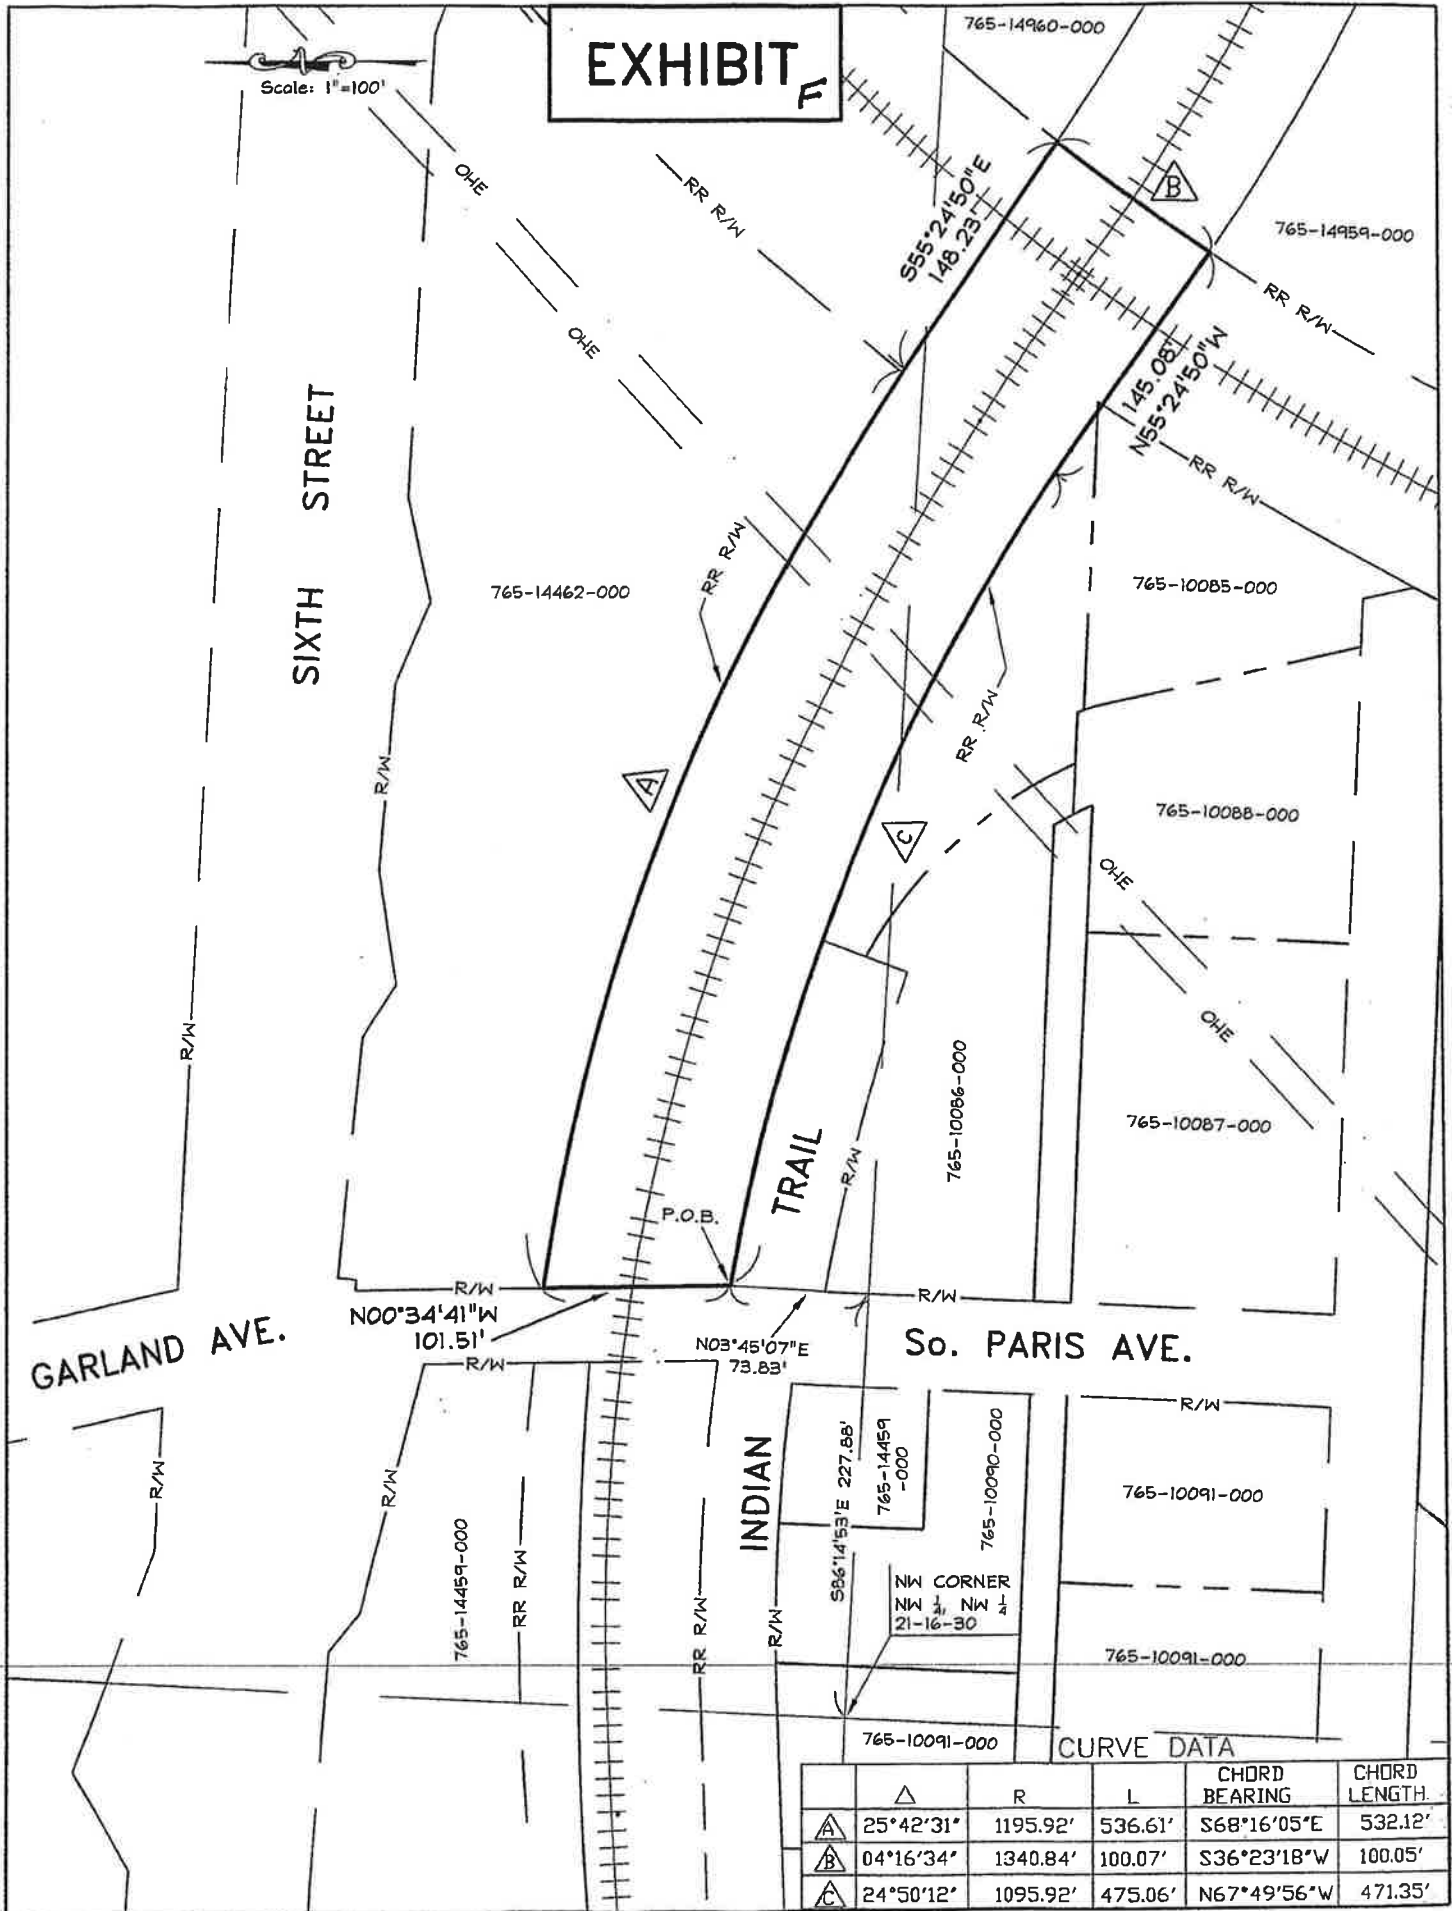 EXHIBIT F
Scale: 1"=100'
765-14960-000
OHE
RR R/W
S55°24'50"E
148.23'
B
765-14959-000
RR R/W
OHE
145.08'
N55°24'50"W
RR R/W
SIXTH STREET
RR R/W
765-14462-000
765-10085-000
RR R/W
R/W
A
C
765-10088-000
OHE
R/W
OHE
765-10086-000
765-10087-000
TRAIL
R/W
P.O.B.
R/W
R/W
N00°34'41"W
101.51'
N03°45'07"E
73.83'
GARLAND AVE.
So. PARIS AVE.
R/W
R/W
R/W
R/W
INDIAN
S86°14'53"E 227.88'
765-14459
-000
765-10090-000
765-10091-000
765-14459-000
RR R/W
RR R/W
R/W
NW CORNER
NW 1/4, NW 1/4
21-16-30
765-10091-000
765-10091-000
CURVE DATA
△ R L CHORD BEARING CHORD LENGTH
A 25°42'31" 1195.92' 536.61' S68°16'05"E 532.12'
B 04°16'34" 1340.84' 100.07' S36°23'18"W 100.05'
C 24°50'12" 1095.92' 475.06' N67°49'56"W 471.35'